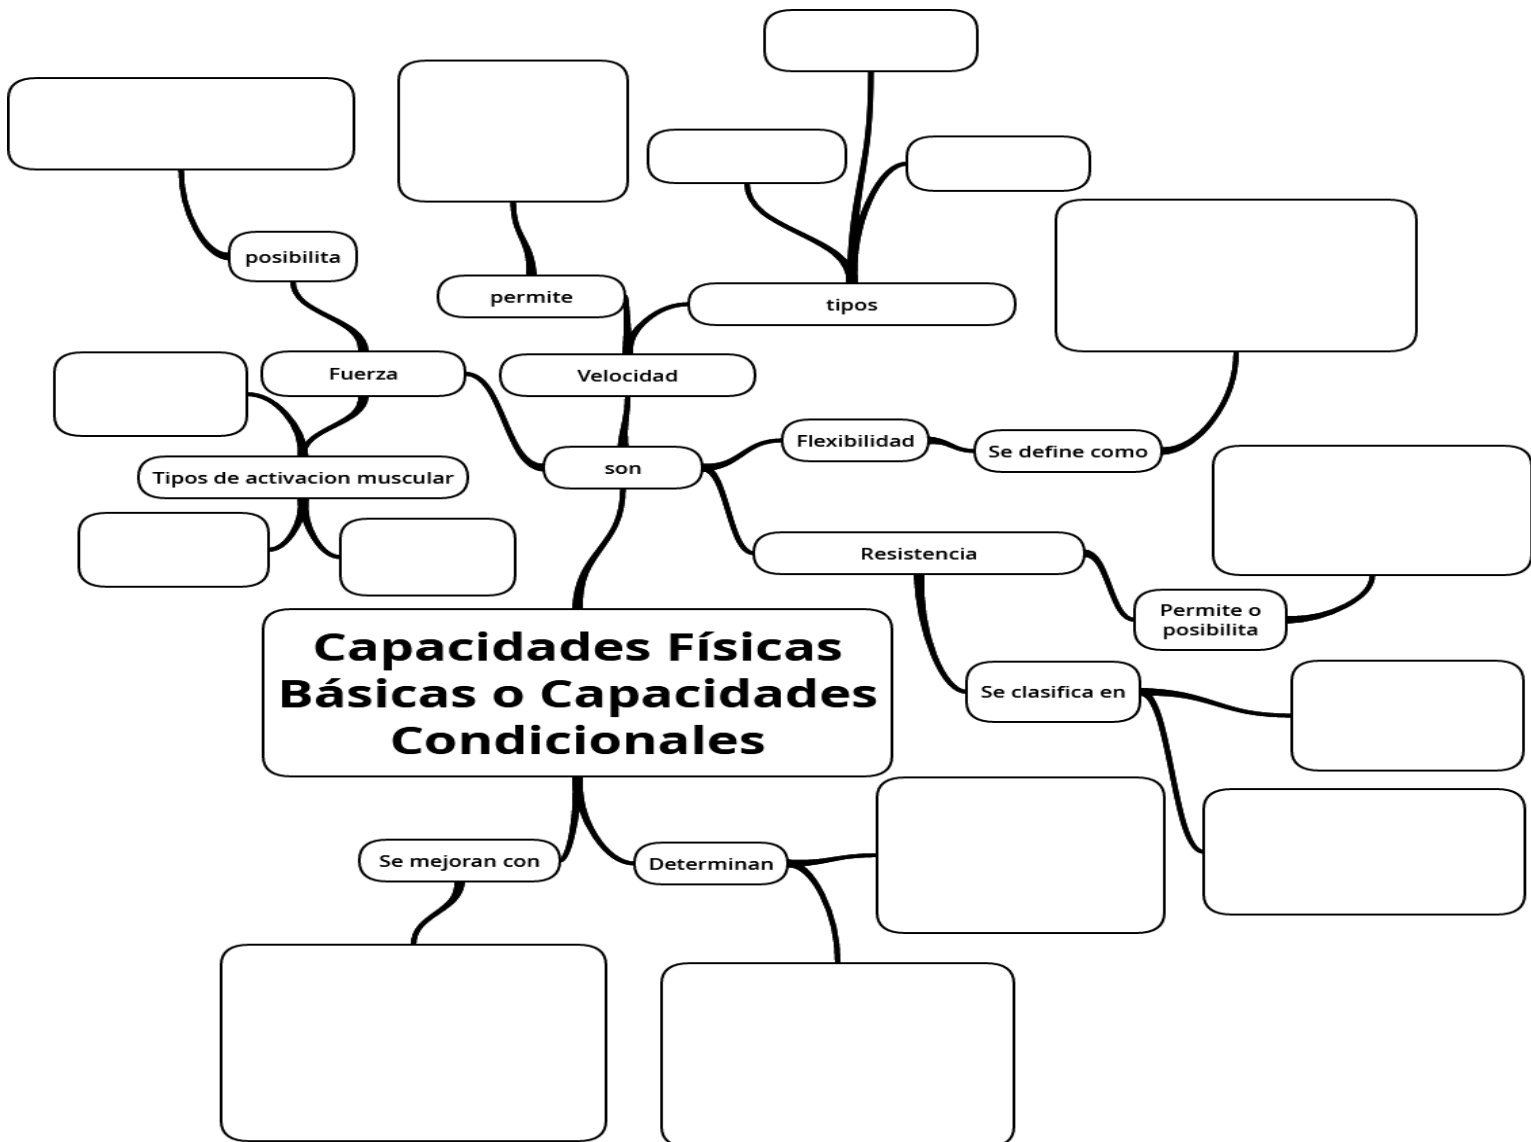 posibilita
permite
tipos
Fuerza
Velocidad
Flexibilidad
Se define como
son
Tipos de activacion muscular
Resistencia
Permite o
posibilita
Se clasifica en
Capacidades Físicas
Básicas o Capacidades
Condicionales
Se mejoran con
Determinan